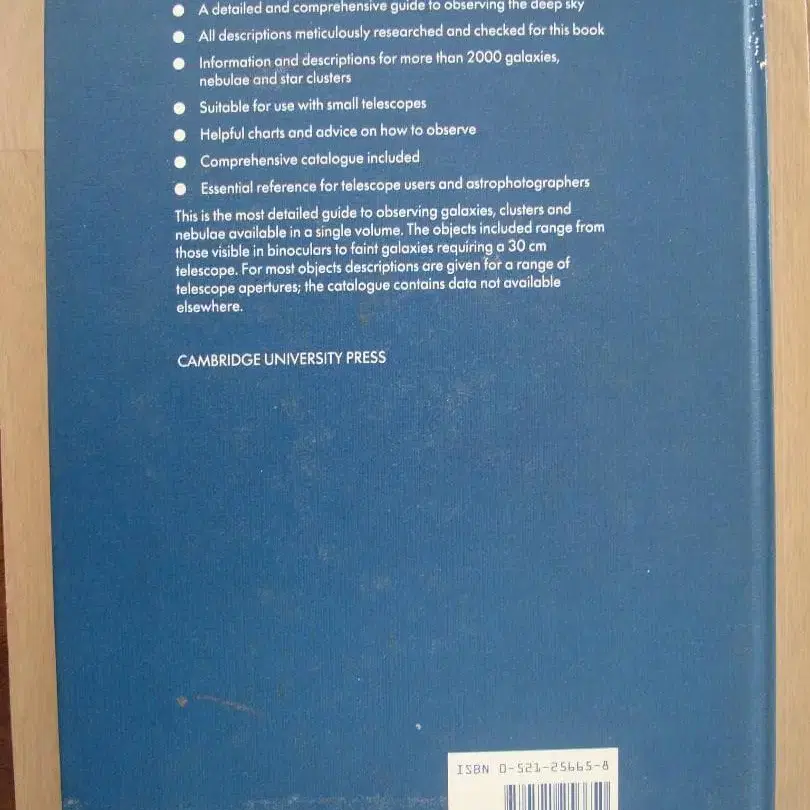 ● A detailed and comprehensive guide to observing the deep sky
● All descriptions meticulously researched and checked for this book
● Information and descriptions for more than 2000 galaxies,
nebulae and star clusters
● Suitable for use with small telescopes
● Helpful charts and advice on how to observe
● Comprehensive catalogue included
● Essential reference for telescope users and astrophotographers
This is the most detailed guide to observing galaxies, clusters and
nebulae available in a single volume. The objects included range from
those visible in binoculars to faint galaxies requiring a 30 cm
telescope. For most objects descriptions are given for a range of
telescope apertures; the catalogue contains data not available
elsewhere.
CAMBRIDGE UNIVERSITY PRESS
ISBN 0-521-25665-8